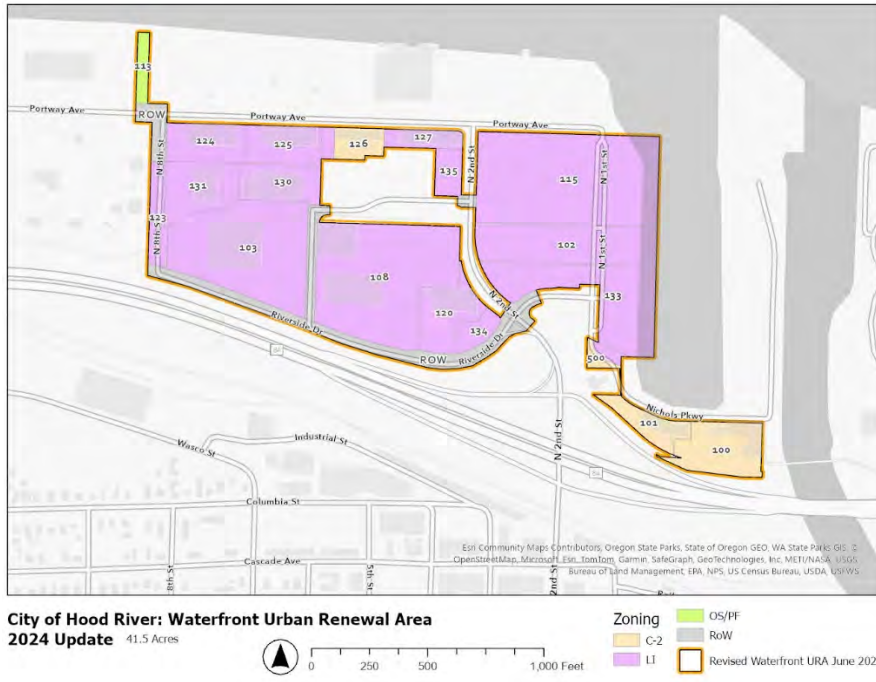 113
Portway Ave
ROW
Portway Ave
Portway Ave
124
125
126
127
N 8th St
131
130
135
N 2nd St
115
N 1st St
123
N 8th St
103
108
102
N 1st St
N 2nd St
133
120
134
Riverside Dr
ROW
Riverside Dr
84
500
Nichols Pkwy
101
100
Wasco St
Industrial St
N 2nd St
84
Columbia St
Cascade Ave
8th St
5th St
2nd St
Esri Community Maps Contributors, Oregon State Parks, State of Oregon GEO, WA State Parks GIS, ©
OpenStreetMap, Microsoft, Esri, TomTom, Garmin, SafeGraph, GeoTechnologies, Inc, METI/NASA, USGS,
Bureau of Land Management, EPA, NPS, US Census Bureau, USDA, USFWS
City of Hood River: Waterfront Urban Renewal Area
2024 Update 41.5 Acres
0 250 500 1,000 Feet
Zoning
C-2
LI
OS/PF
RoW
Revised Waterfront URA June 202